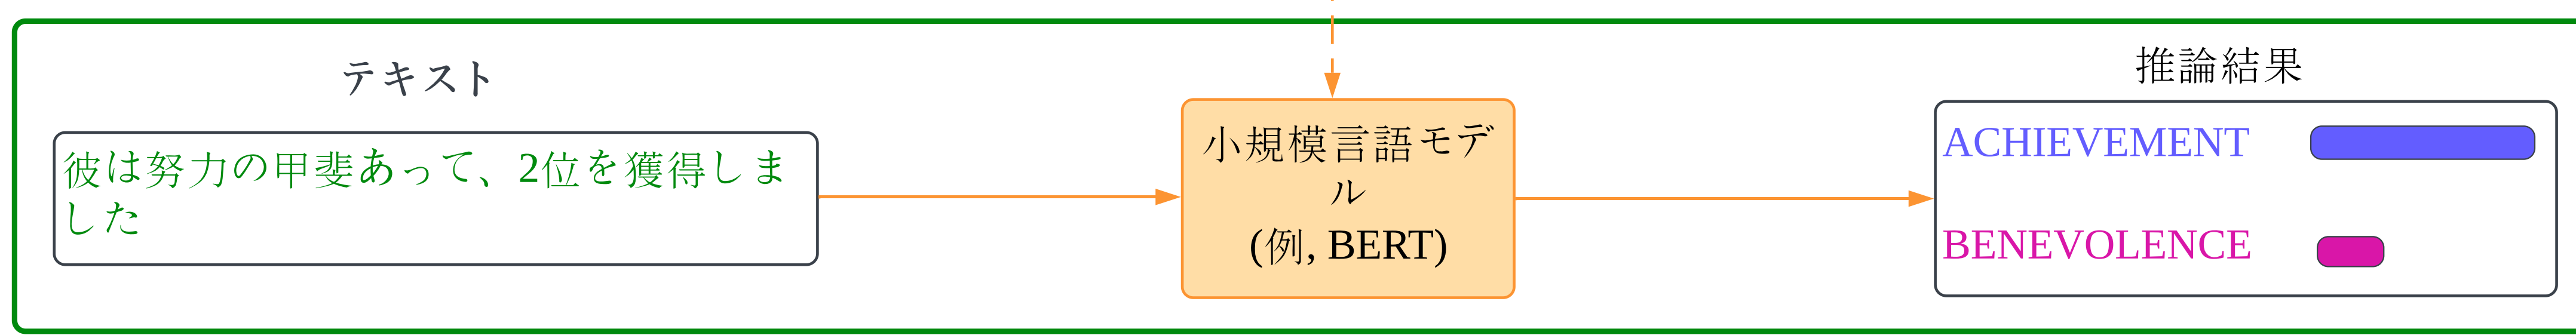 テキスト
彼は努力の甲斐あって、2位を獲得しま
した
小規模言語モデ
ル
(例, BERT)
推論結果
ACHIEVEMENT
BENEVOLENCE